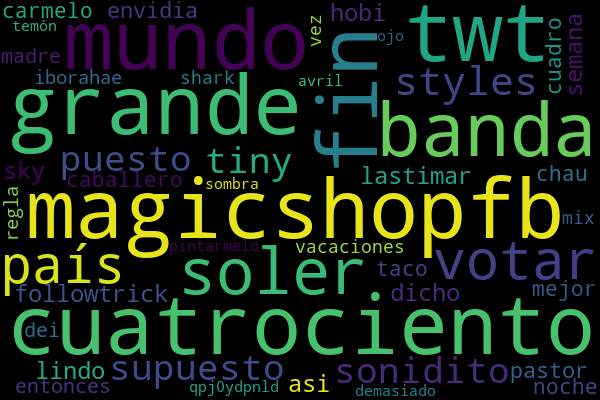 carmelo envidia hobi
temón mundo vez twt
madre ojo cuadro semana
iborahae shark avril styles
grande fin banda
sky puesto tiny lastimar chau
caballero sombra
regla magicshopfb mix
pintarmelo vacaciones
país soler taco votar
followtrick dicho mejor
dei cuatrociento
lindo supuesto sonidito pastor
entonces qpj0ydpnld asi demasiado noche